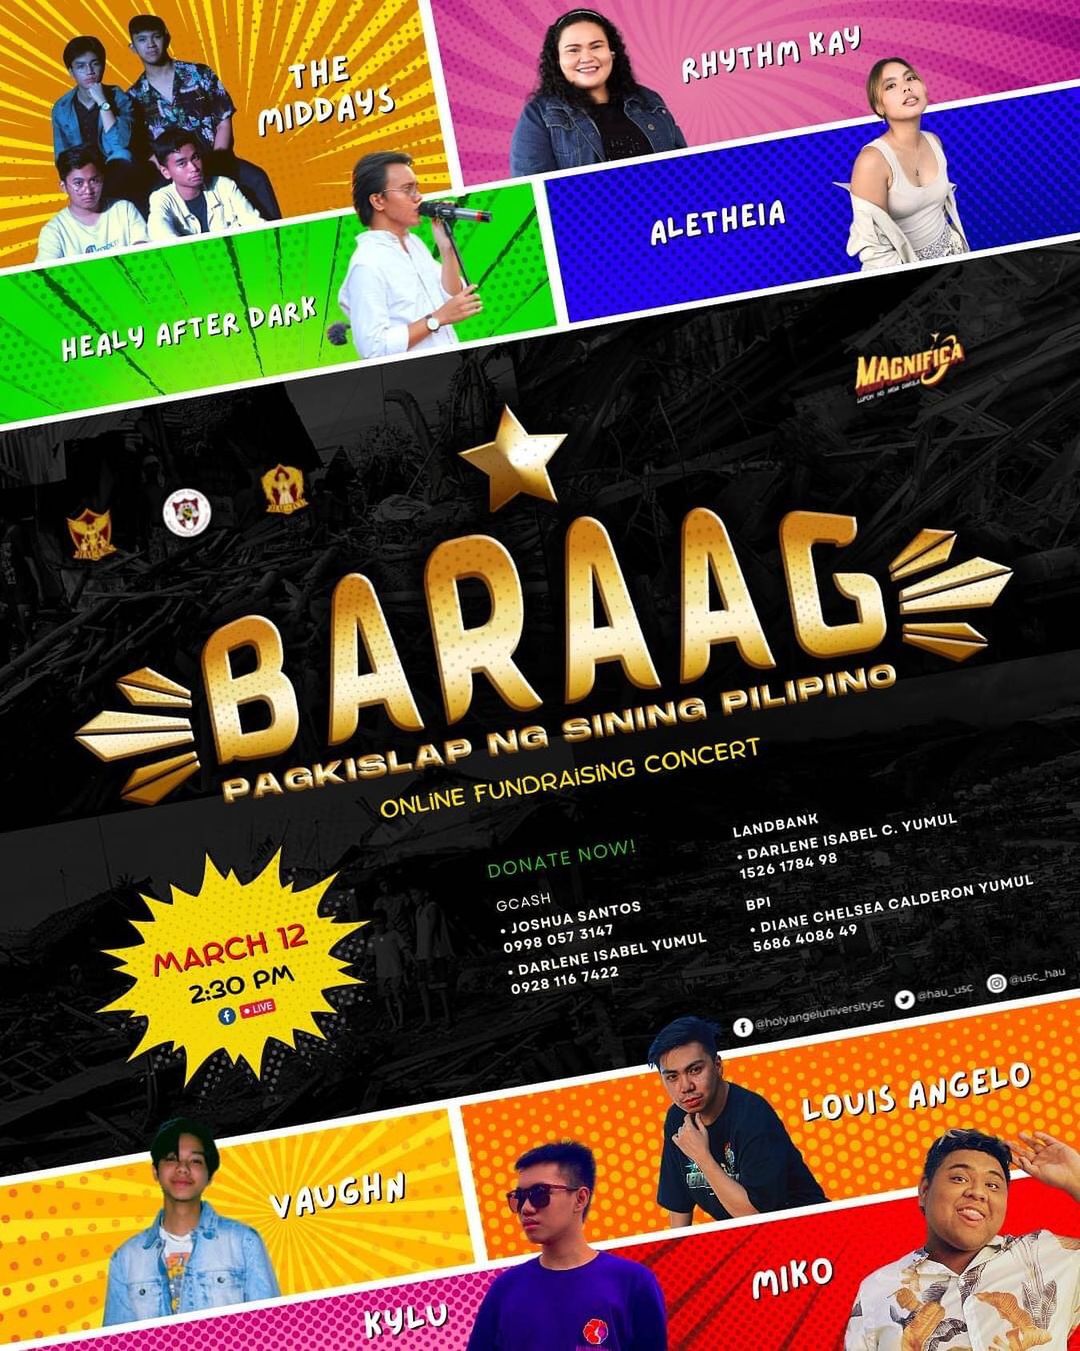 THE
MIDDAYS
RHYTHM KAY
ALETHEIA
HEALY AFTER DARK
MAGNIFICA
BARAAG
PAGKISLAP NG SINING PILIPINO
ONLINE FUNDRAISING CONCERT
MARCH 12
2:30 PM
LIVE
DONATE NOW!
GCASH
• JOSHUA SANTOS
0998 057 3147
• DARLENE ISABEL YUMUL
0928 116 7422
LANDBANK
• DARLENE ISABEL C. YUMUL
1526 1784 98
BPI
• DIANE CHELSEA CALDERON YUMUL
5686 4086 49
@holyangeluniversitysc
@hau_usc
@usc_hau
LOUIS ANGELO
VAUGHN
MIKO
KYLU